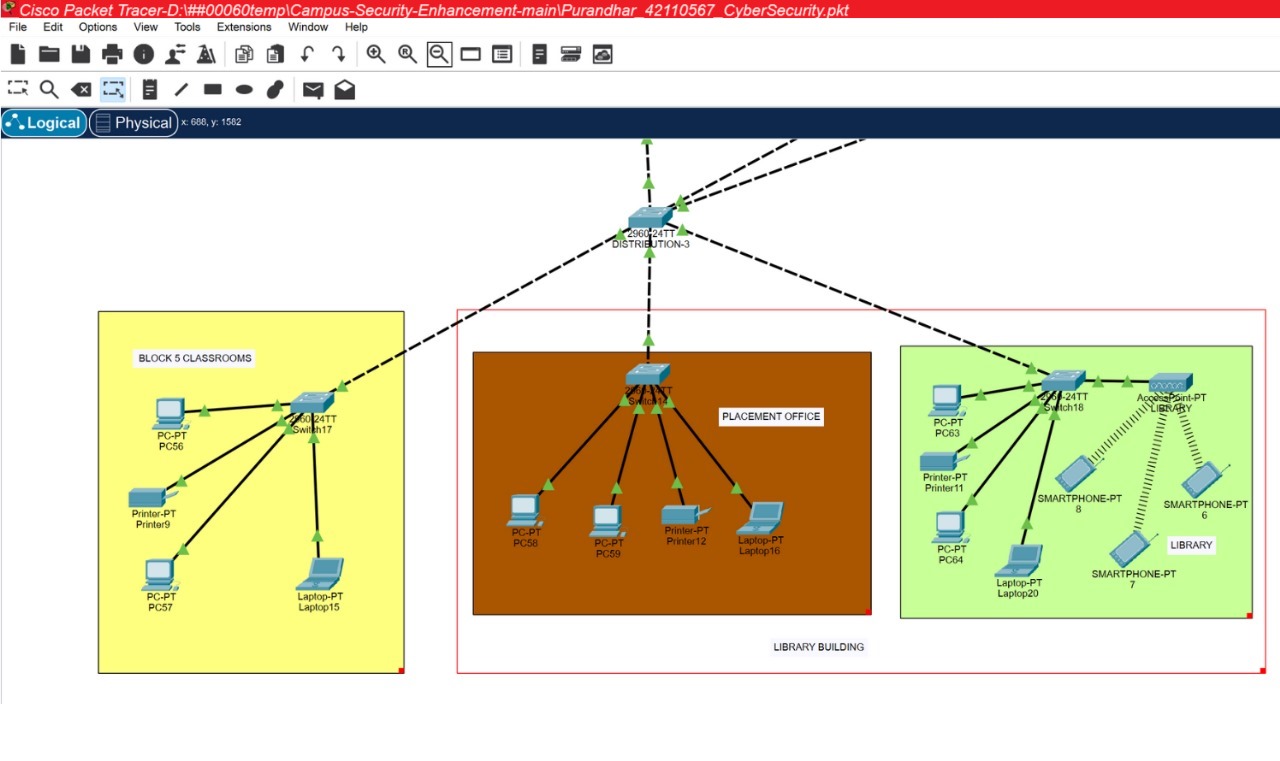 Cisco Packet Tracer-D:\##00060temp\Campus-Security-Enhancement-main\Purandhar_42110567_CyberSecurity.pkt
File Edit Options View Tools Extensions Window Help
Logical Physical x: 688, y: 1582
2960-24TT
DISTRIBUTION-3
BLOCK 5 CLASSROOMS
2960-24TT
Switch17
PC-PT
PC56
Printer-PT
Printer9
PC-PT
PC57
Laptop-PT
Laptop15
2960-24TT
Switch14
PLACEMENT OFFICE
PC-PT
PC58
PC-PT
PC59
Printer-PT
Printer12
Laptop-PT
Laptop16
LIBRARY BUILDING
2960-24TT
Switch18
AccessPoint-PT
LIBRARY
PC-PT
PC63
Printer-PT
Printer11
PC-PT
PC64
Laptop-PT
Laptop20
SMARTPHONE-PT
8
SMARTPHONE-PT
6
SMARTPHONE-PT
7
LIBRARY